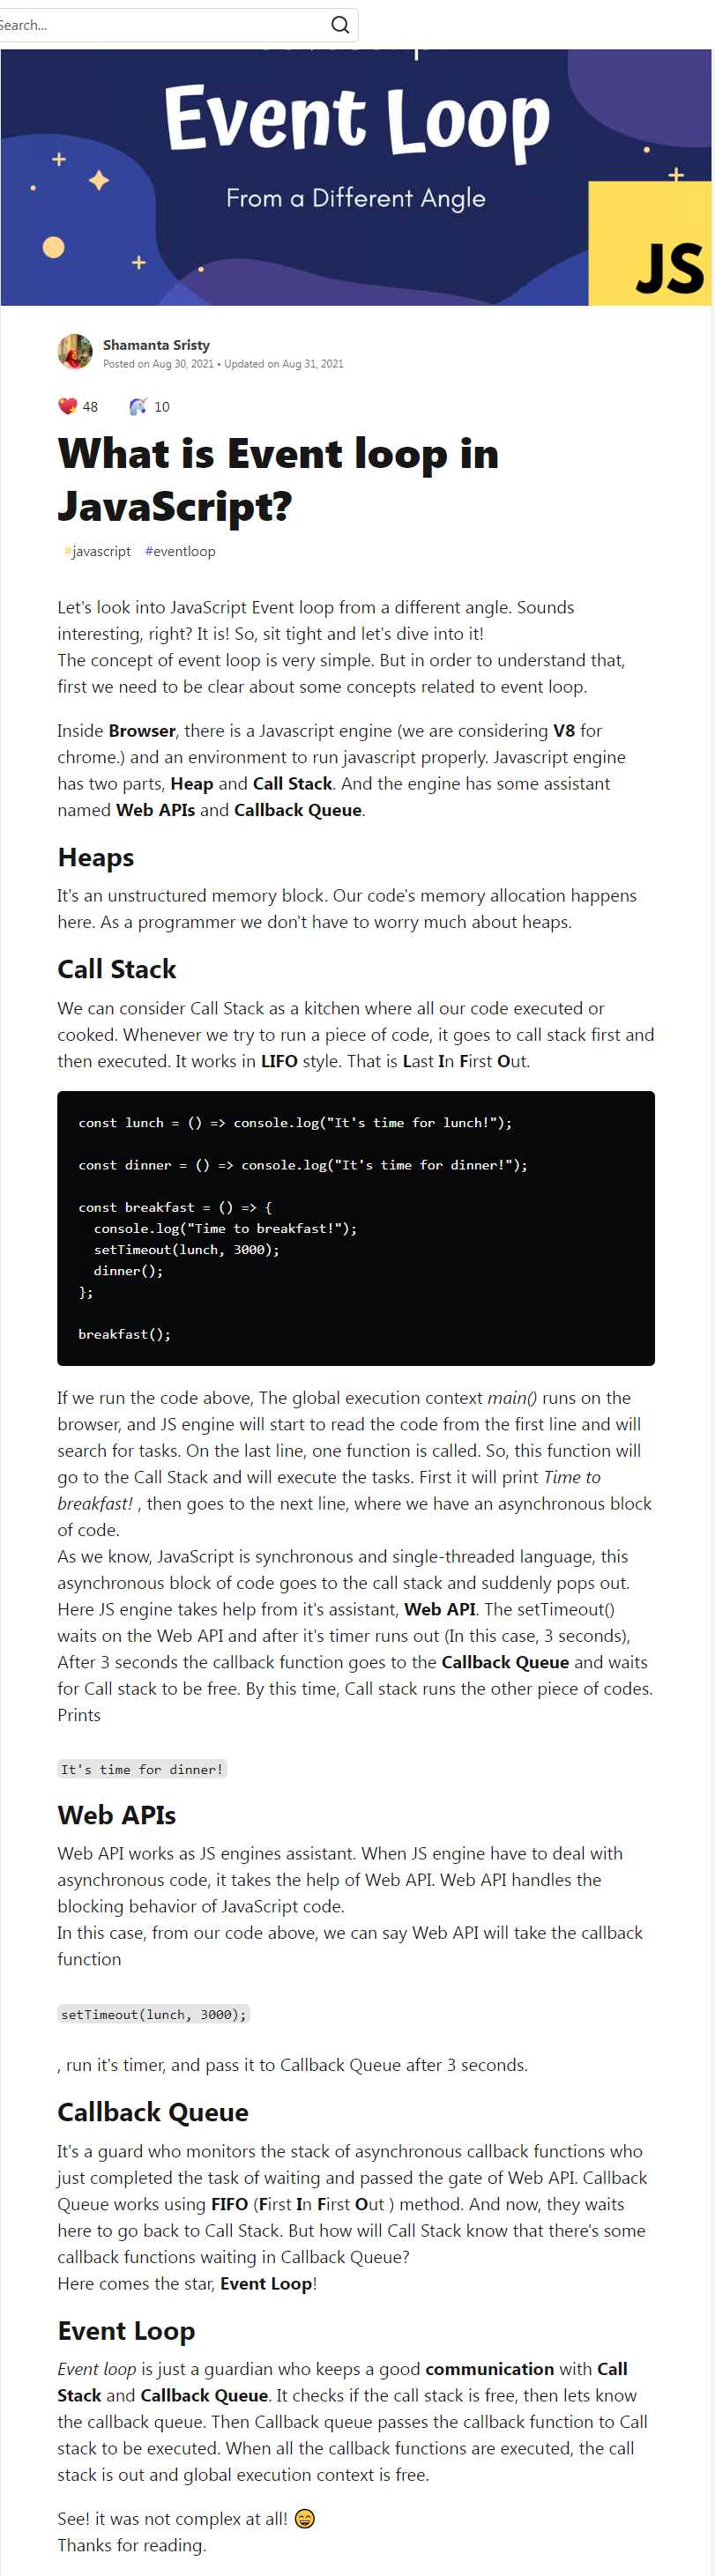 Search...
Event Loop
From a Different Angle
JS
Shamanta Sristy
Posted on Aug 30, 2021 • Updated on Aug 31, 2021
48 10
What is Event loop in
JavaScript?
#javascript #eventloop
Let's look into JavaScript Event loop from a different angle. Sounds
interesting, right? It is! So, sit tight and let's dive into it!
The concept of event loop is very simple. But in order to understand that,
first we need to be clear about some concepts related to event loop.
Inside Browser, there is a Javascript engine (we are considering V8 for
chrome.) and an environment to run javascript properly. Javascript engine
has two parts, Heap and Call Stack. And the engine has some assistant
named Web APIs and Callback Queue.
Heaps
It's an unstructured memory block. Our code's memory allocation happens
here. As a programmer we don't have to worry much about heaps.
Call Stack
We can consider Call Stack as a kitchen where all our code executed or
cooked. Whenever we try to run a piece of code, it goes to call stack first and
then executed. It works in LIFO style. That is Last In First Out.
const lunch = () => console.log("It's time for lunch!");
const dinner = () => console.log("It's time for dinner!");
const breakfast = () => {
console.log("Time to breakfast!");
setTimeout(lunch, 3000);
dinner();
};
breakfast();
If we run the code above, The global execution context main() runs on the
browser, and JS engine will start to read the code from the first line and will
search for tasks. On the last line, one function is called. So, this function will
go to the Call Stack and will execute the tasks. First it will print Time to
breakfast! , then goes to the next line, where we have an asynchronous block
of code.
As we know, JavaScript is synchronous and single-threaded language, this
asynchronous block of code goes to the call stack and suddenly pops out.
Here JS engine takes help from it's assistant, Web API. The setTimeout()
waits on the Web API and after it's timer runs out (In this case, 3 seconds),
After 3 seconds the callback function goes to the Callback Queue and waits
for Call stack to be free. By this time, Call stack runs the other piece of codes.
Prints
It's time for dinner!
Web APIs
Web API works as JS engines assistant. When JS engine have to deal with
asynchronous code, it takes the help of Web API. Web API handles the
blocking behavior of JavaScript code.
In this case, from our code above, we can say Web API will take the callback
function
setTimeout(lunch, 3000);
, run it's timer, and pass it to Callback Queue after 3 seconds.
Callback Queue
It's a guard who monitors the stack of asynchronous callback functions who
just completed the task of waiting and passed the gate of Web API. Callback
Queue works using FIFO (First In First Out ) method. And now, they waits
here to go back to Call Stack. But how will Call Stack know that there's some
callback functions waiting in Callback Queue?
Here comes the star, Event Loop!
Event Loop
Event loop is just a guardian who keeps a good communication with Call
Stack and Callback Queue. It checks if the call stack is free, then lets know
the callback queue. Then Callback queue passes the callback function to Call
stack to be executed. When all the callback functions are executed, the call
stack is out and global execution context is free.
See! it was not complex at all! 😄
Thanks for reading.